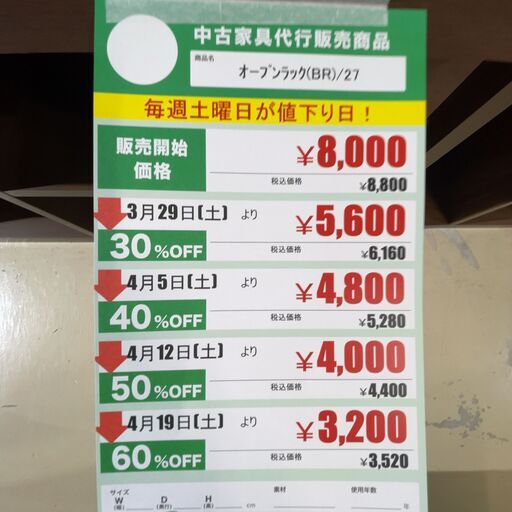 中古家具代行販売商品
商品名
オープンラック(BR)/27
毎週土曜日が値下り日！
販売開始価格
¥8,000
税込価格 ¥8,800
3月29日(土) より
¥5,600
30%OFF
税込価格 ¥6,160
4月5日(土) より
¥4,800
40%OFF
税込価格 ¥5,280
4月12日(土) より
¥4,000
50%OFF
税込価格 ¥4,400
4月19日(土) より
¥3,200
60%OFF
税込価格 ¥3,520
サイズ 素材 使用年数
W(幅) D(奥行) H(高) cm 年